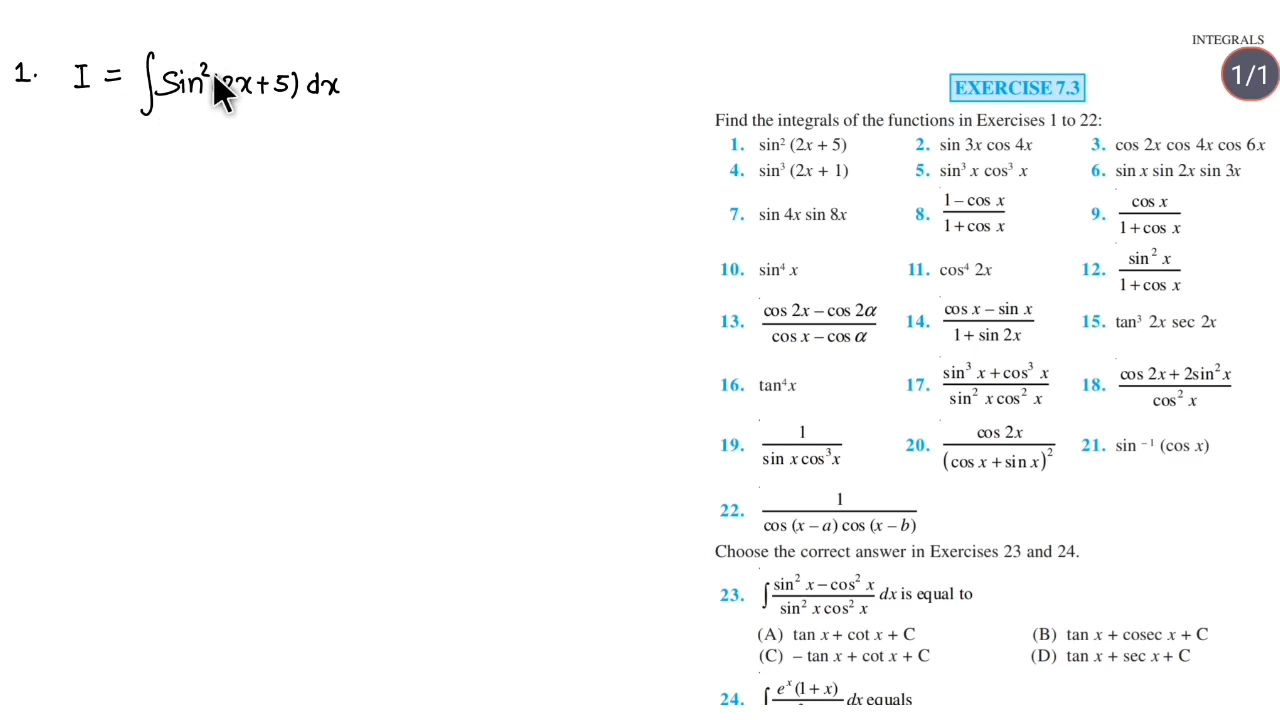 1. I = ∫ Sin² x+5) dx
INTEGRALS
1/1
EXERCISE 7.3
Find the integrals of the functions in Exercises 1 to 22:
1. sin² (2x + 5) 2. sin 3x cos 4x 3. cos 2x cos 4x cos 6x
4. sin³ (2x + 1) 5. sin³ x cos³ x 6. sin x sin 2x sin 3x
7. sin 4x sin 8x 8. (1 – cos x)/(1 + cos x) 9. cos x/(1 + cos x)
10. sin⁴ x 11. cos⁴ 2x 12. sin² x/(1 + cos x)
13. (cos 2x – cos 2α)/(cos x – cos α) 14. (cos x – sin x)/(1 + sin 2x) 15. tan³ 2x sec 2x
16. tan⁴x 17. (sin³ x + cos³ x)/(sin² x cos² x) 18. (cos 2x + 2sin² x)/(cos² x)
19. 1/(sin x cos³ x) 20. cos 2x/(cos x + sin x)² 21. sin ⁻¹ (cos x)
22. 1/(cos (x – a) cos (x – b))
Choose the correct answer in Exercises 23 and 24.
23. ∫ (sin² x – cos² x)/(sin² x cos² x) dx is equal to
(A) tan x + cot x + C (B) tan x + cosec x + C
(C) – tan x + cot x + C (D) tan x + sec x + C
24. ∫ eˣ (1 + x) dx equals